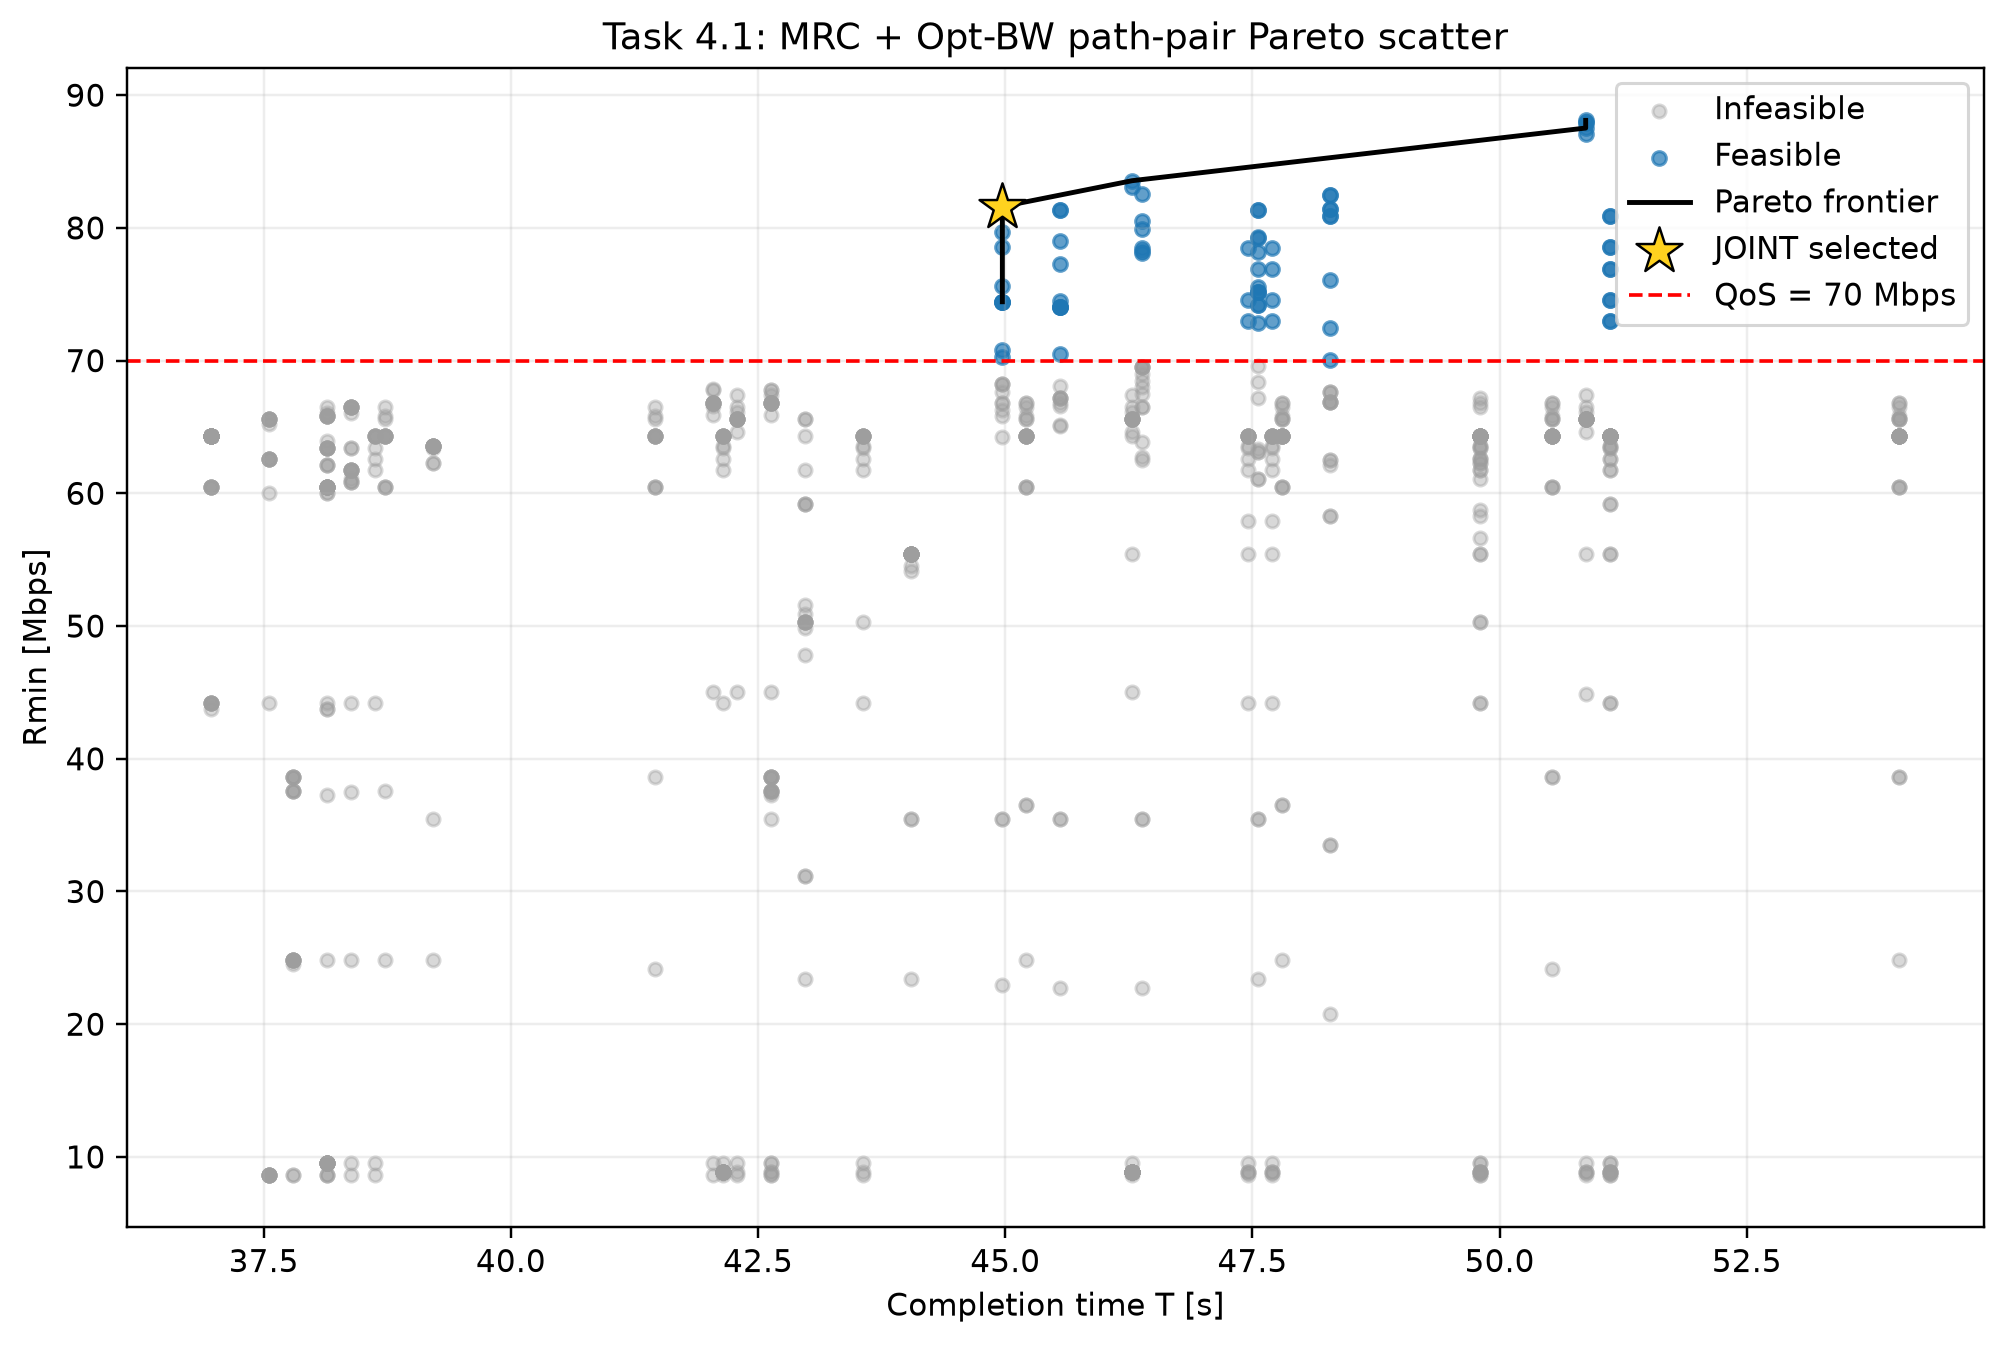 Task 4.1: MRC + Opt-BW path-pair Pareto scatter
Infeasible
Feasible
Pareto frontier
JOINT selected
QoS = 70 Mbps
Rmin [Mbps]
90
80
70
60
50
40
30
20
10
37.5 40.0 42.5 45.0 47.5 50.0 52.5
Completion time T [s]